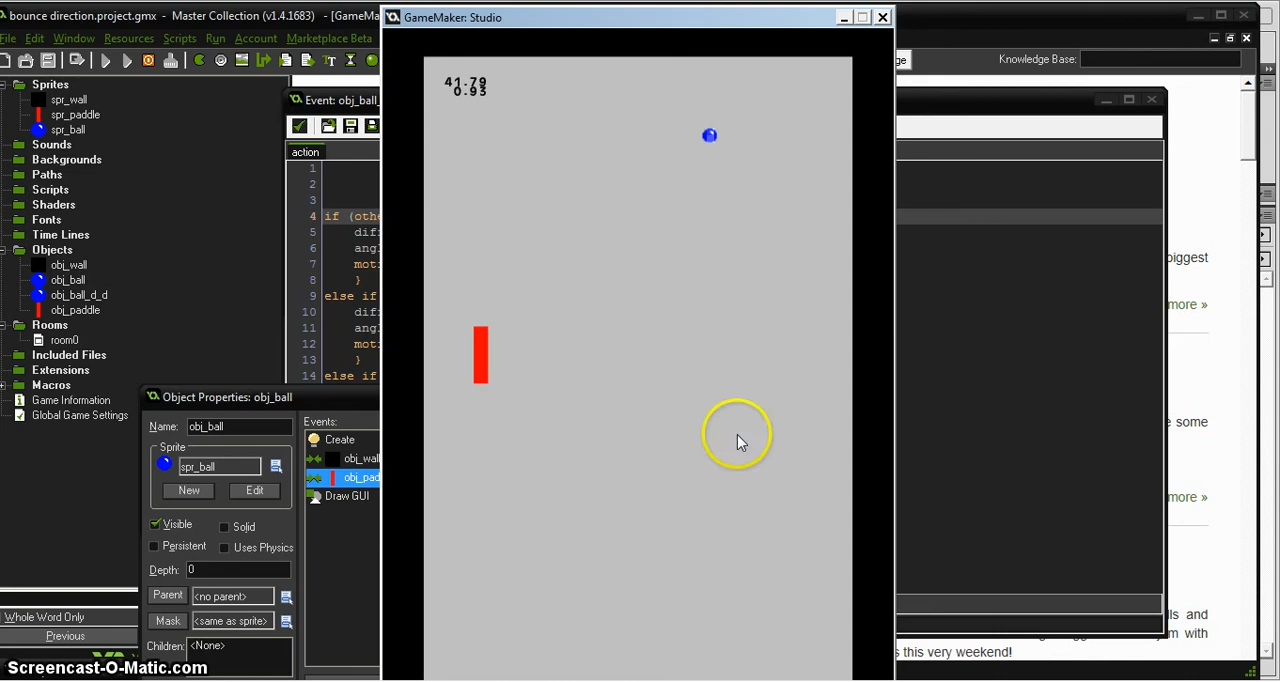 bounce direction.project.gmx - Master Collection (v1.4.1683) - [GameMa
GameMaker: Studio
File Edit Window Resources Run Account Marketplace Beta
ge
Knowledge Base:
Sprites
spr_wall
spr_paddle
spr_ball
Sounds
Backgrounds
Paths
Scripts
Shaders
Fonts
Time Lines
Objects
obj_wall
obj_ball
obj_ball_d_d
obj_paddle
Rooms
room0
Included Files
Extensions
Macros
Game Information
Global Game Settings
Event: obj_ball
action
1
2
3
4 if (othe
5 diff
6 angl
7 moti
8 }
9 else if
10 diff
11 angl
12 moti
13 }
14 else if
41.79
0.93
Object Properties: obj_ball
Name: obj_ball
Sprite
spr_ball
New Edit
Visible Solid
Persistent Uses Physics
Depth: 0
Parent <no parent>
Mask <same as sprite>
Children: <None>
Events:
Create
obj_wal
obj_pad
Draw GUI
Whole Word Only
Previous
biggest
more »
e some
more »
lls and
m with
s this very weekend!
Screencast-O-Matic.com